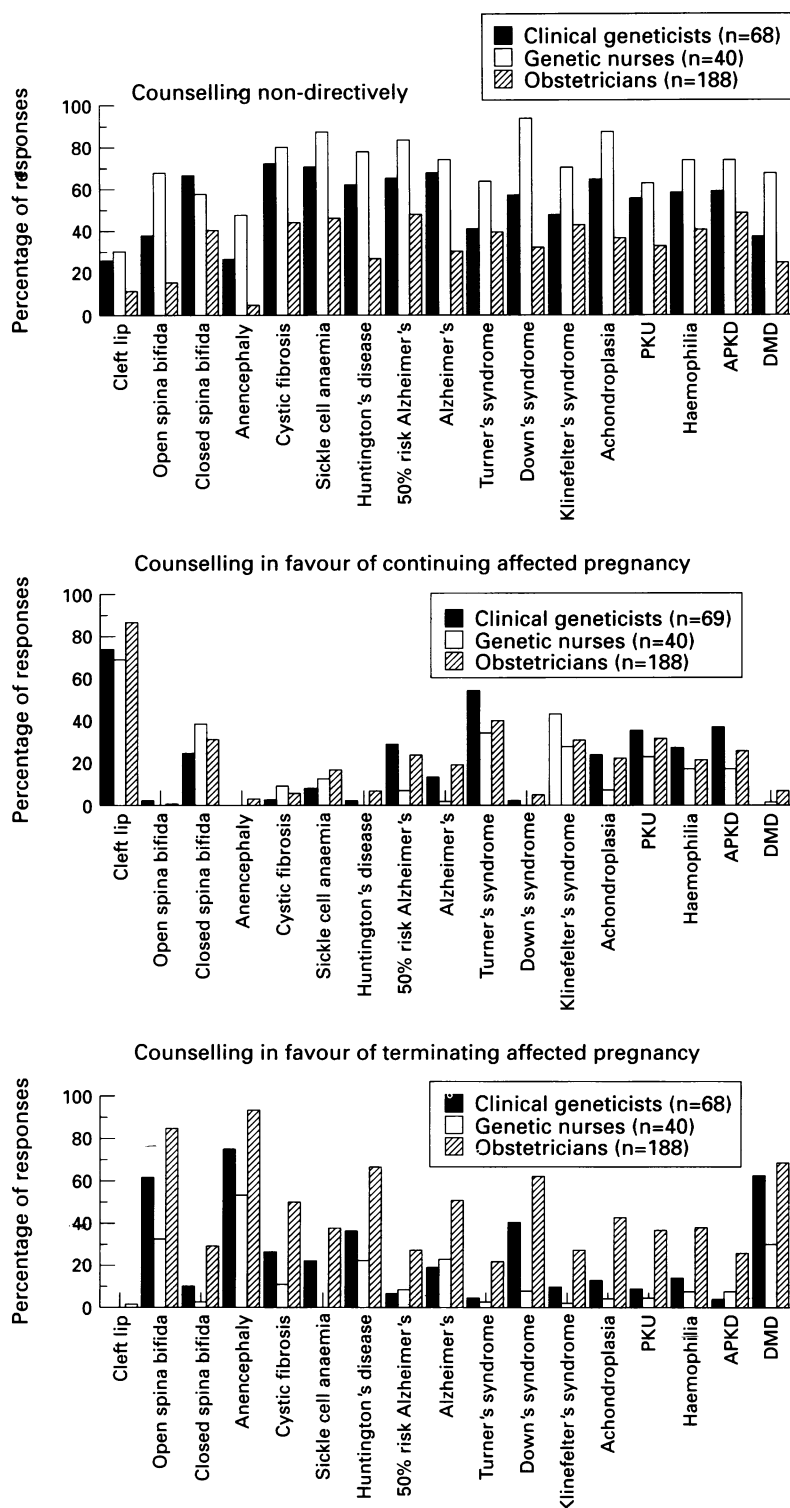 Clinical geneticists (n=68)
Genetic nurses (n=40)
Obstetricians (n=188)
Counselling non-directively
Percentage of responses
100
80
60
40
20
0
Cleft lip
Open spina bifida
Closed spina bifida
Anencephaly
Cystic fibrosis
Sickle cell anaemia
Huntington's disease
50% risk Alzheimer's
Alzheimer's
Turner's syndrome
Down's syndrome
Klinefelter's syndrome
Achondroplasia
PKU
Haemophilia
APKD
DMD
Counselling in favour of continuing affected pregnancy
Clinical geneticists (n=69)
Genetic nurses (n=40)
Obstetricians (n=188)
Percentage of responses
100
80
60
40
20
0
Cleft lip
Open spina bifida
Closed spina bifida
Anencephaly
Cystic fibrosis
Sickle cell anaemia
Huntington's disease
50% risk Alzheimer's
Alzheimer's
Turner's syndrome
Down's syndrome
Klinefelter's syndrome
Achondroplasia
PKU
Haemophilia
APKD
DMD
Counselling in favour of terminating affected pregnancy
Clinical geneticists (n=68)
Genetic nurses (n=40)
Obstetricians (n=188)
Percentage of responses
100
80
60
40
20
0
Cleft lip
Open spina bifida
Closed spina bifida
Anencephaly
Cystic fibrosis
Sickle cell anaemia
Huntington's disease
50% risk Alzheimer's
Alzheimer's
Turner's syndrome
Down's syndrome
Klinefelter's syndrome
Achondroplasia
PKU
Haemophillia
APKD
DMD